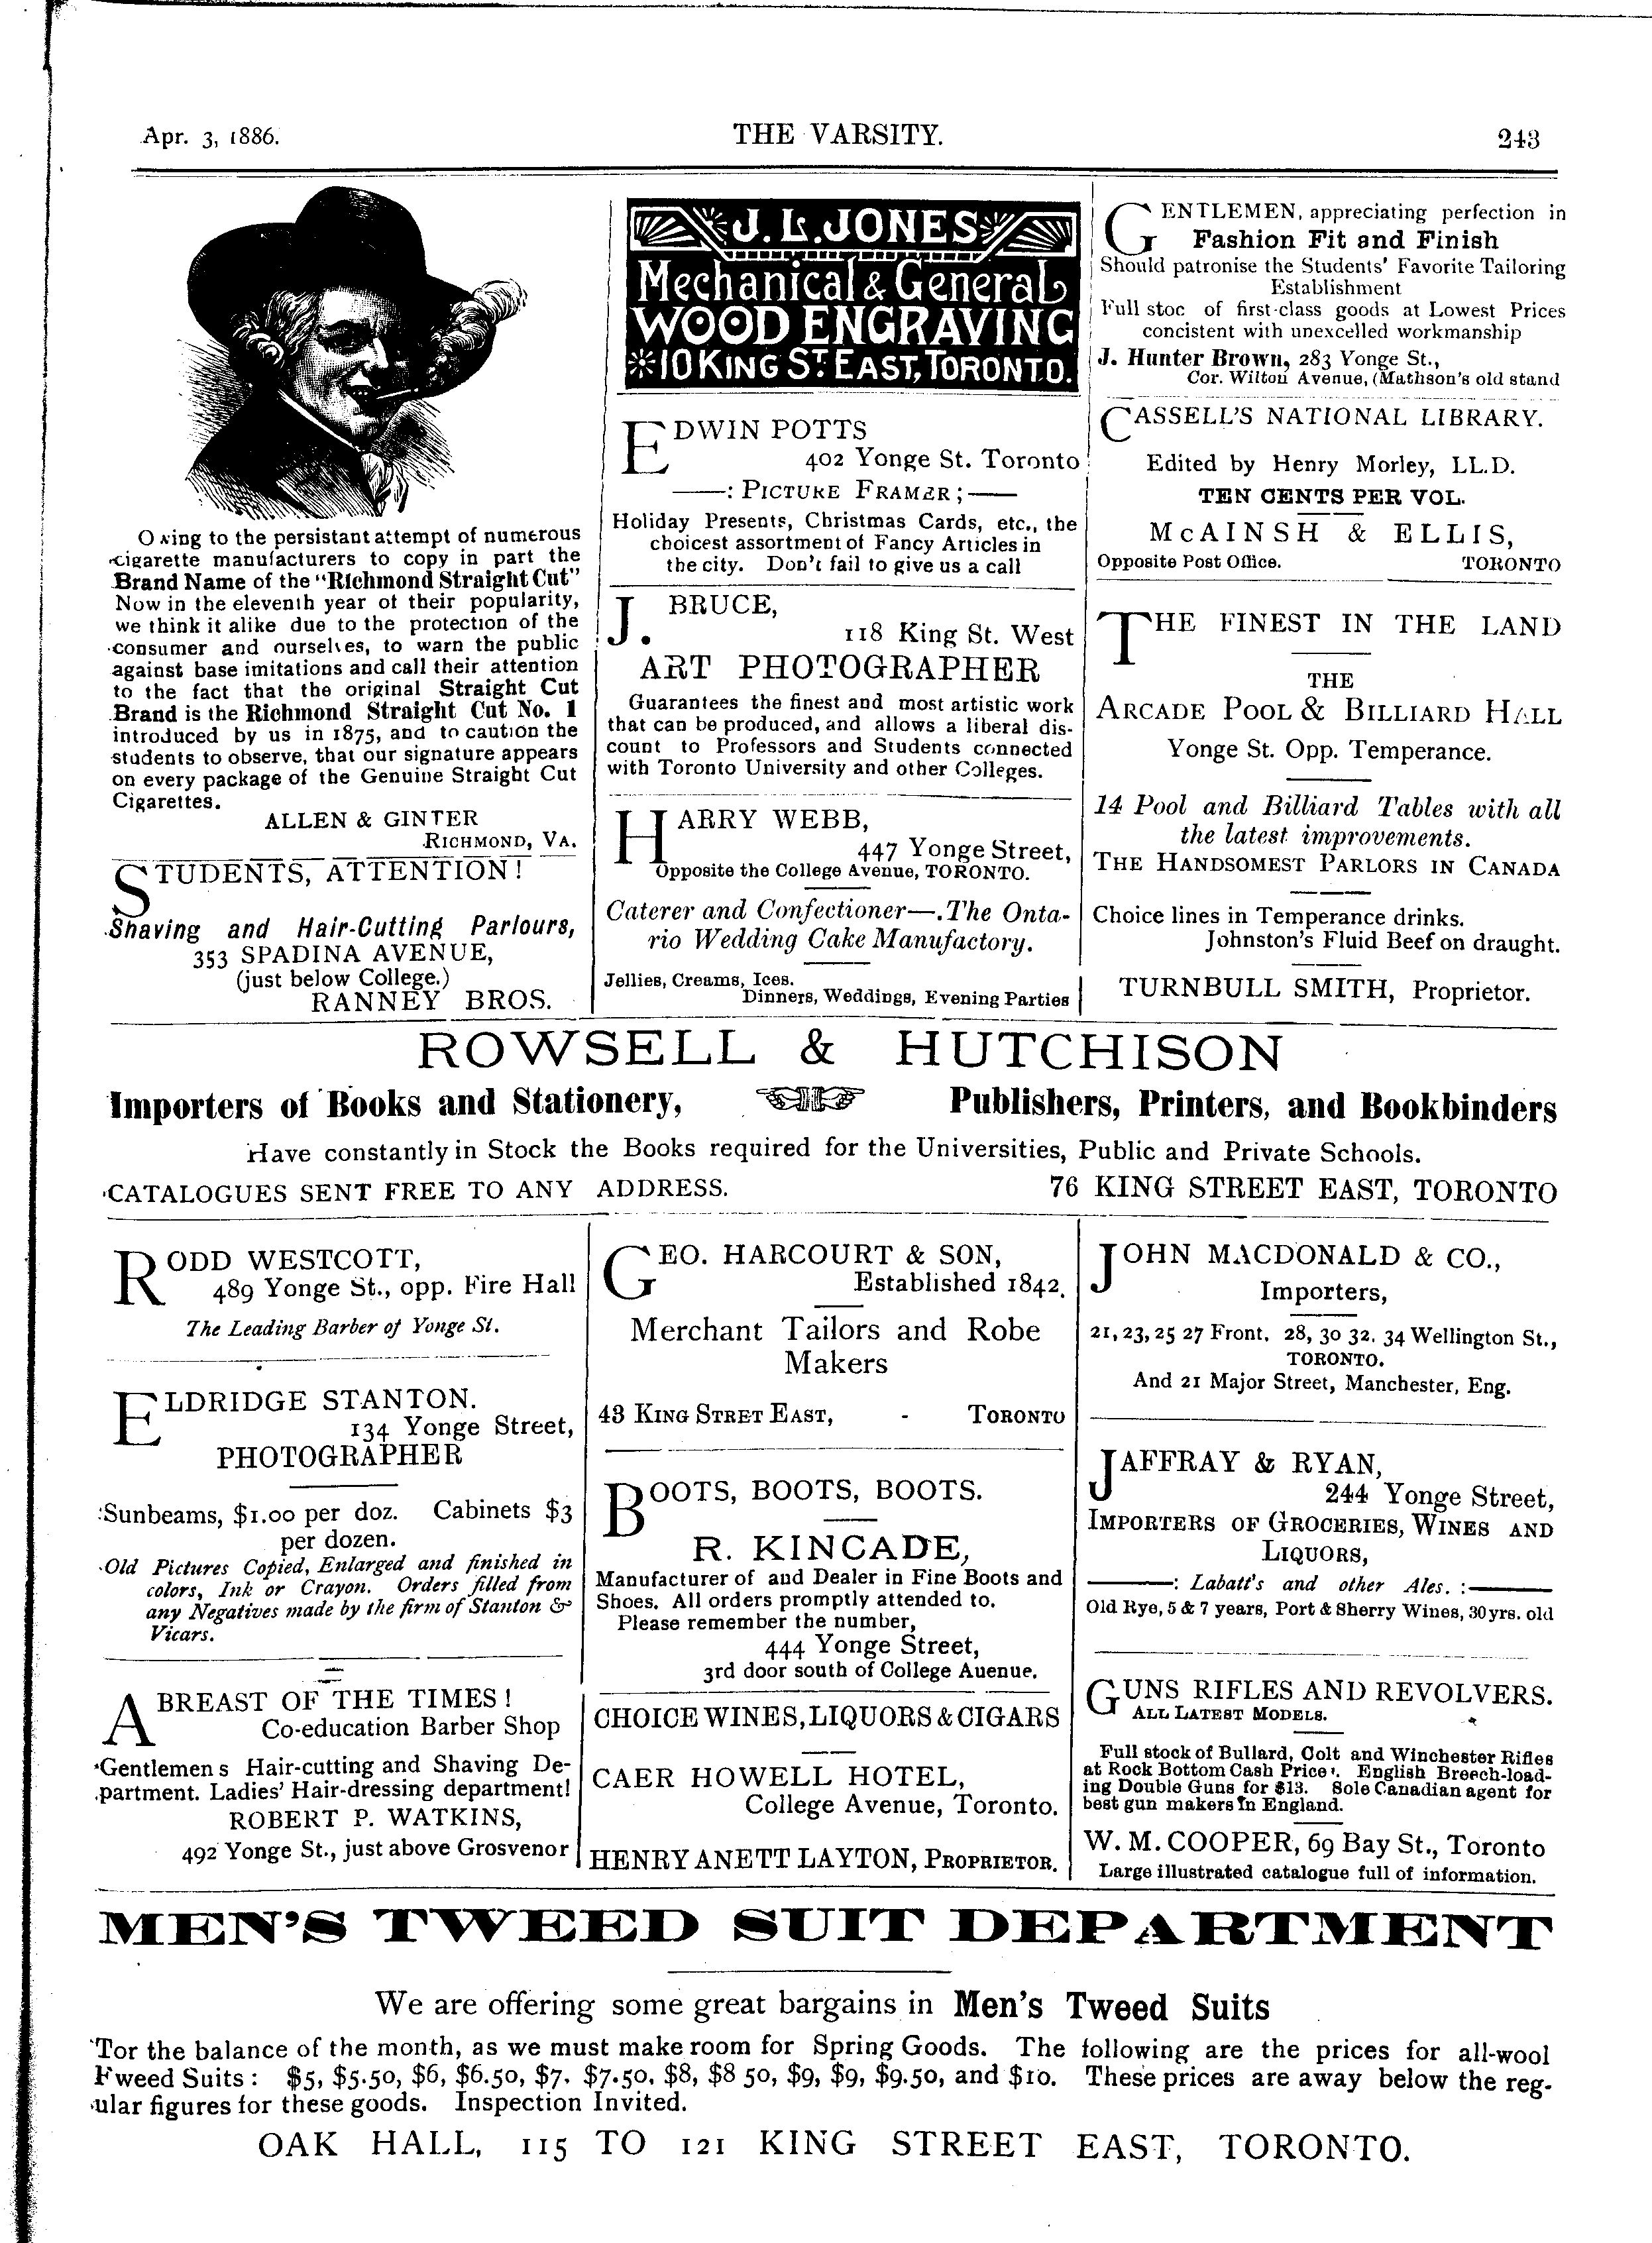 Apr. 3, 1886.
THE VARSITY.
243
O ving to the persistant attempt of numerous
cigarette manufacturers to copy in part the
Brand Name of the "Richmond Straight Cut"
Now in the eleventh year of their popularity,
we think it alike due to the protection of the
consumer and ourselves, to warn the public
against base imitations and call their attention
to the fact that the original Straight Cut
Brand is the Richmond Straight Cut No. 1
introduced by us in 1875, and to caution the
students to observe, that our signature appears
on every package of the Genuine Straight Cut
Cigarettes.
ALLEN & GINTER
RICHMOND, VA.
STUDENTS, ATTENTION!
Shaving and Hair-Cutting Parlours,
353 SPADINA AVENUE,
(just below College.)
RANNEY BROS.
J. L. JONES
Mechanical & General
WOOD ENGRAVING
10 KING ST. EAST, TORONTO.
EDWIN POTTS
402 Yonge St. Toronto
——: PICTURE FRAMER ;——
Holiday Presents, Christmas Cards, etc., the
choicest assortment of Fancy Articles in
the city. Don't fail to give us a call
J. BRUCE,
118 King St. West
ART PHOTOGRAPHER
Guarantees the finest and most artistic work
that can be produced, and allows a liberal dis-
count to Professors and Students connected
with Toronto University and other Colleges.
HARRY WEBB,
447 Yonge Street,
Opposite the College Avenue, TORONTO.
Caterer and Confectioner—.The Onta-
rio Wedding Cake Manufactory.
Jellies, Creams, Ices.
Dinners, Weddings, Evening Parties
GENTLEMEN, appreciating perfection in
Fashion Fit and Finish
Should patronise the Students' Favorite Tailoring
Establishment
Full stoc of first-class goods at Lowest Prices
concistent with unexcelled workmanship
J. Hunter Brown, 283 Yonge St.,
Cor. Wilton Avenue, (Mathson's old stand
CASSELL'S NATIONAL LIBRARY.
Edited by Henry Morley, LL.D.
TEN CENTS PER VOL.
McAINSH & ELLIS,
Opposite Post Office. TORONTO
THE FINEST IN THE LAND
THE
ARCADE POOL & BILLIARD HALL
Yonge St. Opp. Temperance.
14 Pool and Billiard Tables with all
the latest improvements.
THE HANDSOMEST PARLORS IN CANADA
Choice lines in Temperance drinks.
Johnston's Fluid Beef on draught.
TURNBULL SMITH, Proprietor.
ROWSELL & HUTCHISON
Importers of Books and Stationery, Publishers, Printers, and Bookbinders
Have constantly in Stock the Books required for the Universities, Public and Private Schools.
CATALOGUES SENT FREE TO ANY ADDRESS. 76 KING STREET EAST, TORONTO
RODD WESTCOTT,
489 Yonge St., opp. Fire Hall
The Leading Barber of Yonge St.
ELDRIDGE STANTON.
134 Yonge Street,
PHOTOGRAPHER
Sunbeams, $1.00 per doz. Cabinets $3
per dozen.
Old Pictures Copied, Enlarged and finished in
colors, Ink or Crayon. Orders filled from
any Negatives made by the firm of Stanton &
Vicars.
ABREAST OF THE TIMES!
Co-education Barber Shop
Gentlemen s Hair-cutting and Shaving De-
partment. Ladies' Hair-dressing department!
ROBERT P. WATKINS,
492 Yonge St., just above Grosvenor
GEO. HARCOURT & SON,
Established 1842.
Merchant Tailors and Robe
Makers
43 KING STRET EAST, - TORONTO
BOOTS, BOOTS, BOOTS.
R. KINCADE,
Manufacturer of and Dealer in Fine Boots and
Shoes. All orders promptly attended to.
Please remember the number,
444 Yonge Street,
3rd door south of College Auenue.
CHOICE WINES, LIQUORS & CIGARS
CAER HOWELL HOTEL,
College Avenue, Toronto.
HENRY ANETT LAYTON, PROPRIETOR.
JOHN MACDONALD & CO.,
Importers,
21, 23, 25 27 Front. 28, 30 32. 34 Wellington St.,
TORONTO.
And 21 Major Street, Manchester, Eng.
JAFFRAY & RYAN,
244 Yonge Street,
IMPORTERS OF GROCERIES, WINES AND
LIQUORS,
———: Labatt's and other Ales. :———
Old Rye, 5 & 7 years, Port & Sherry Wines, 30 yrs. old
GUNS RIFLES AND REVOLVERS.
ALL LATEST MODELS.
Full stock of Bullard, Colt and Winchester Rifles
at Rock Bottom Cash Price'. English Breech-load-
ing Double Guns for $13. Sole Canadian agent for
best gun makers in England.
W. M. COOPER, 69 Bay St., Toronto
Large illustrated catalogue full of information.
MEN'S TWEED SUIT DEPARTMENT
We are offering some great bargains in Men's Tweed Suits
Tor the balance of the month, as we must make room for Spring Goods. The following are the prices for all-wool
Fweed Suits: $5, $5.50, $6, $6.50, $7. $7.50. $8, $8 50, $9, $9, $9.50, and $10. These prices are away below the reg-
ular figures for these goods. Inspection Invited.
OAK HALL, 115 TO 121 KING STREET EAST, TORONTO.